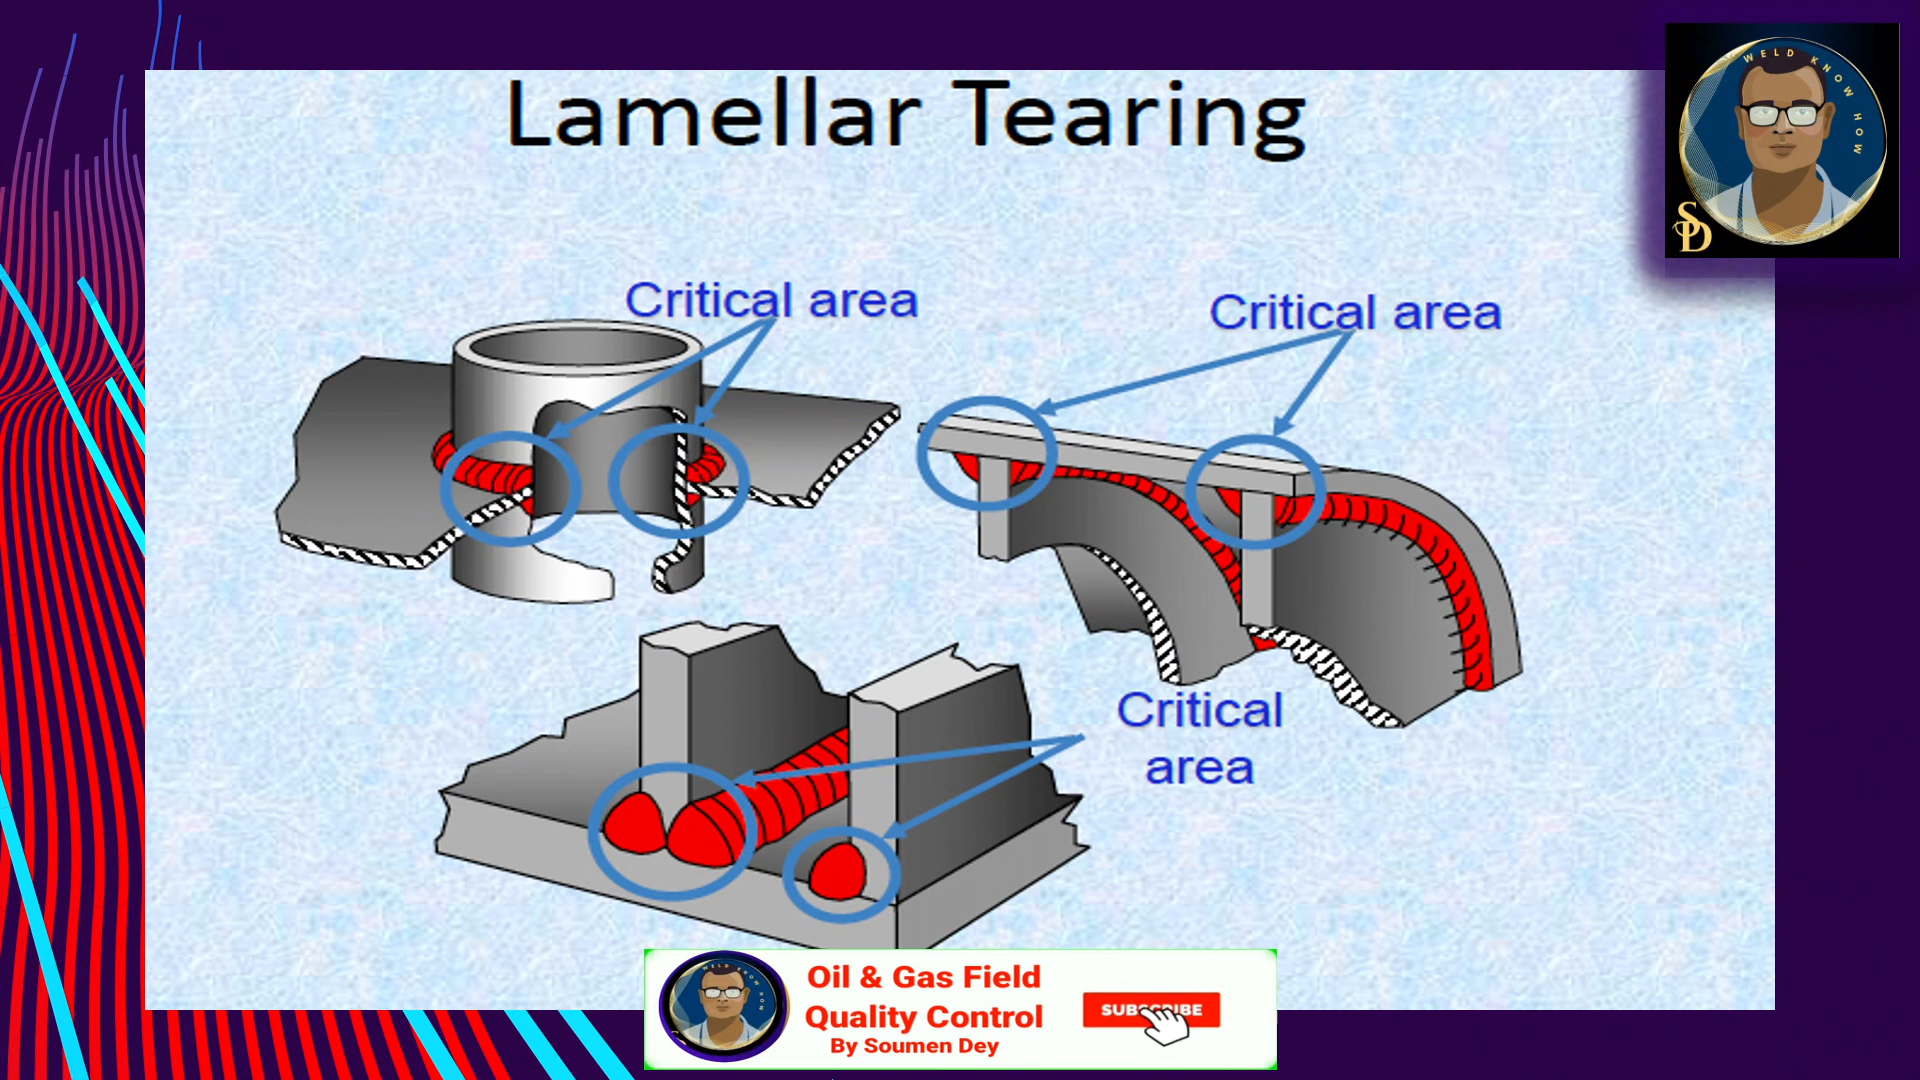 Lamellar Tearing
WELD KNOW HOW
SD
Critical area
Critical area
Critical
area
Oil & Gas Field
Quality Control
By Soumen Dey
SUBSCRIBE